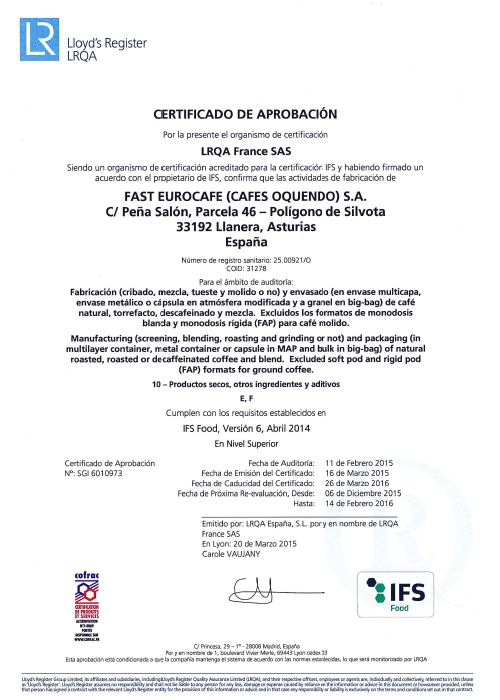 LR
Lloyd's Register
LRQA
CERTIFICADO DE APROBACIÓN
Por la presente el organismo de certificación
LRQA France SAS
Siendo un organismo de certificación acreditado para la certificación IFS y habiendo firmado un
acuerdo con el propietario de IFS, confirma que las actividades de fabricación de
FAST EUROCAFE (CAFES OQUENDO) S.A.
C/ Peña Salón, Parcela 46 – Polígono de Silvota
33192 Llanera, Asturias
España
Número de registro sanitario: 25.00921/O
COID: 31278
Para el ámbito de auditoría:
Fabricación (cribado, mezcla, tueste y molido o no) y envasado (en envase multicapa,
envase metálico o cápsula en atmósfera modificada y a granel en big-bag) de café
natural, torrefacto, descafeinado y mezcla. Excluidos los formatos de monodosis
blanda y monodosis rígida (FAP) para café molido.
Manufacturing (screening, blending, roasting and grinding or not) and packaging (in
multilayer container, metal container or capsule in MAP and bulk in big-bag) of natural
roasted, roasted or decaffeinated coffee and blend. Excluded soft pod and rigid pod
(FAP) formats for ground coffee.
10 – Productos secos, otros ingredientes y aditivos
E, F
Cumplen con los requisitos establecidos en
IFS Food, Versión 6, Abril 2014
En Nivel Superior
Certificado de Aprobación
Nº: SGI 6010973
Fecha de Auditoría: 11 de Febrero 2015
Fecha de Emisión del Certificado: 16 de Marzo 2015
Fecha de Caducidad del Certificado: 26 de Marzo 2016
Fecha de Próxima Re-evaluación, Desde: 06 de Diciembre 2015
Hasta: 14 de Febrero 2016
Emitido por: LRQA España, S.L. por y en nombre de LRQA
France SAS
En Lyon: 20 de Marzo 2015
Carole VAUJANY
cofrac
CERTIFICATION
DE PRODUITS
ET SERVICES
ACCREDITATION
PORTÉE
DISPONIBLE SUR
WWW.COFRAC.FR
IFS
Food
C/ Princesa, 29 – 1º - 28008 Madrid, España
Por y en nombre de 1, boulevard Vivier Merle, 69443 Lyon cedex 03
Esta aprobación está condicionada a que la compañía mantenga el sistema de acuerdo con las normas establecidas, lo que será monitorizado por LRQA
Lloyd's Register Group Limited, its affiliates and subsidiaries, including Lloyd's Register Quality Assurance Limited (LRQA), and their respective officers, employees or agents are, individually and collectively, referred to in this clause
as 'Lloyd's Register'. Lloyd's Register assumes no responsibility and shall not be liable to any person for any loss, damage or expense caused by reliance on the information or advice in this document or howsoever provided, unless
that person has signed a contract with the relevant Lloyd's Register entity for the provision of this information or advice and in that case any responsibility or liability is exclusively on the terms and conditions set out in that contract.